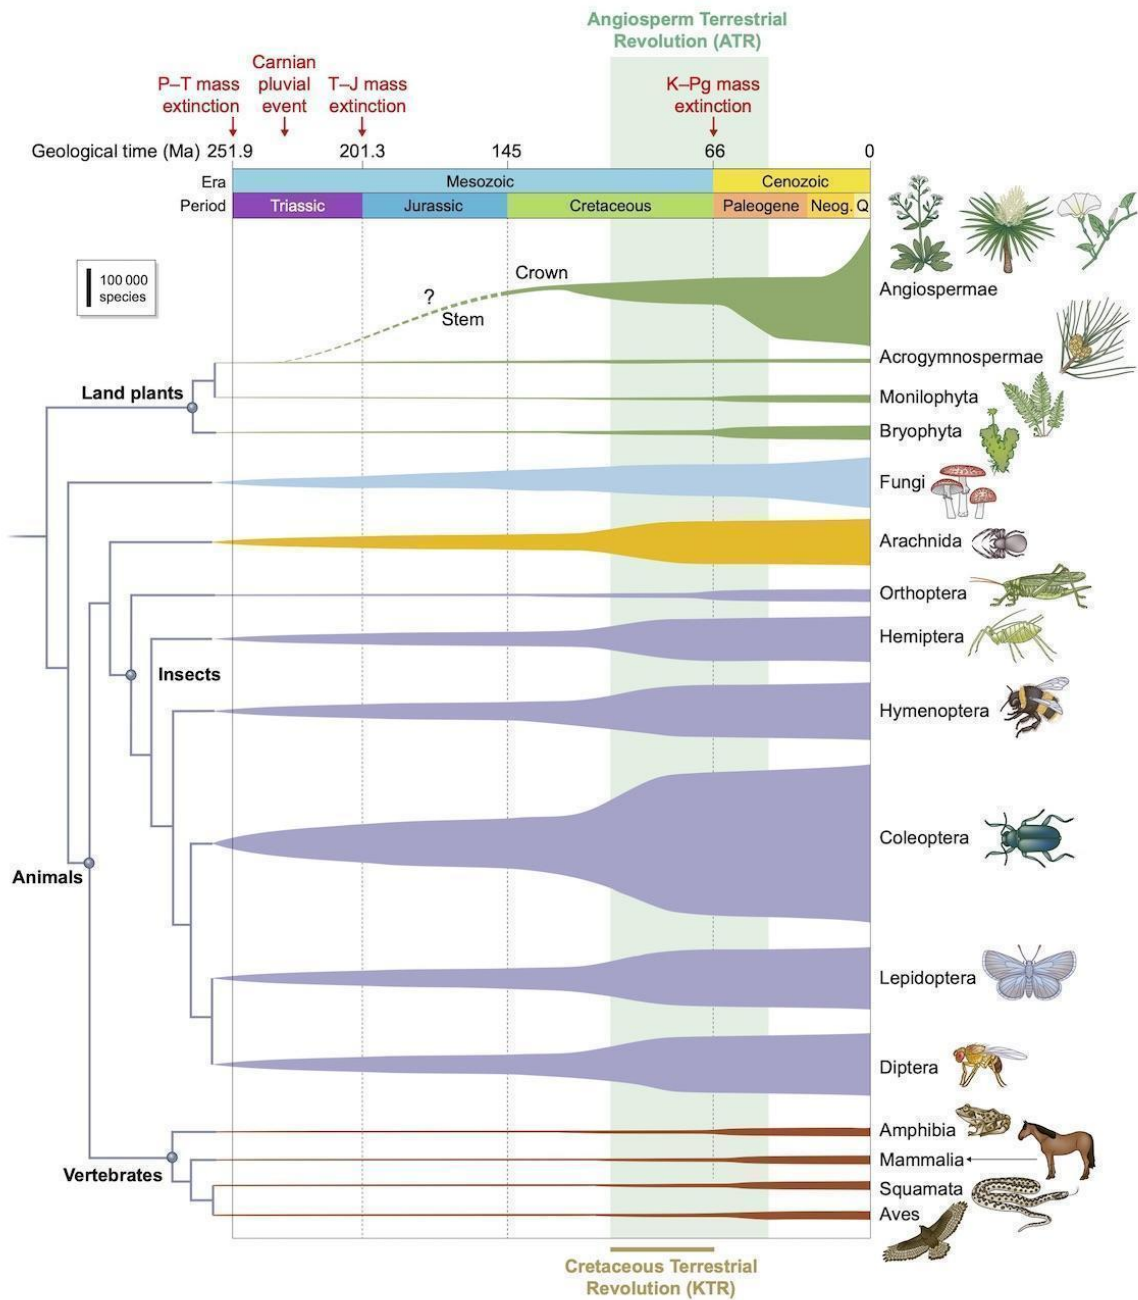 Angiosperm Terrestrial
Revolution (ATR)
P–T mass
extinction
Carnian
pluvial
event
T–J mass
extinction
K–Pg mass
extinction
Geological time (Ma) 251.9 201.3 145 66 0
Era Mesozoic Cenozoic
Period Triassic Jurassic Cretaceous Paleogene Neog. Q
100 000
species
Crown
?
Stem
Angiospermae
Acrogymnospermae
Land plants
Monilophyta
Bryophyta
Fungi
Arachnida
Orthoptera
Hemiptera
Insects
Hymenoptera
Coleoptera
Animals
Lepidoptera
Diptera
Amphibia
Mammalia
Vertebrates
Squamata
Aves
Cretaceous Terrestrial
Revolution (KTR)